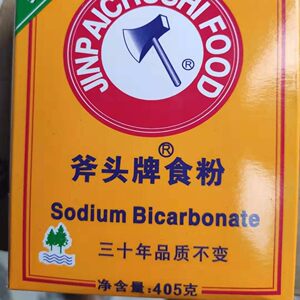 JINPAICHUSHI FOOD
®
®
斧头牌食粉
Sodium Bicarbonate
三十年品质不变
净含量:405克